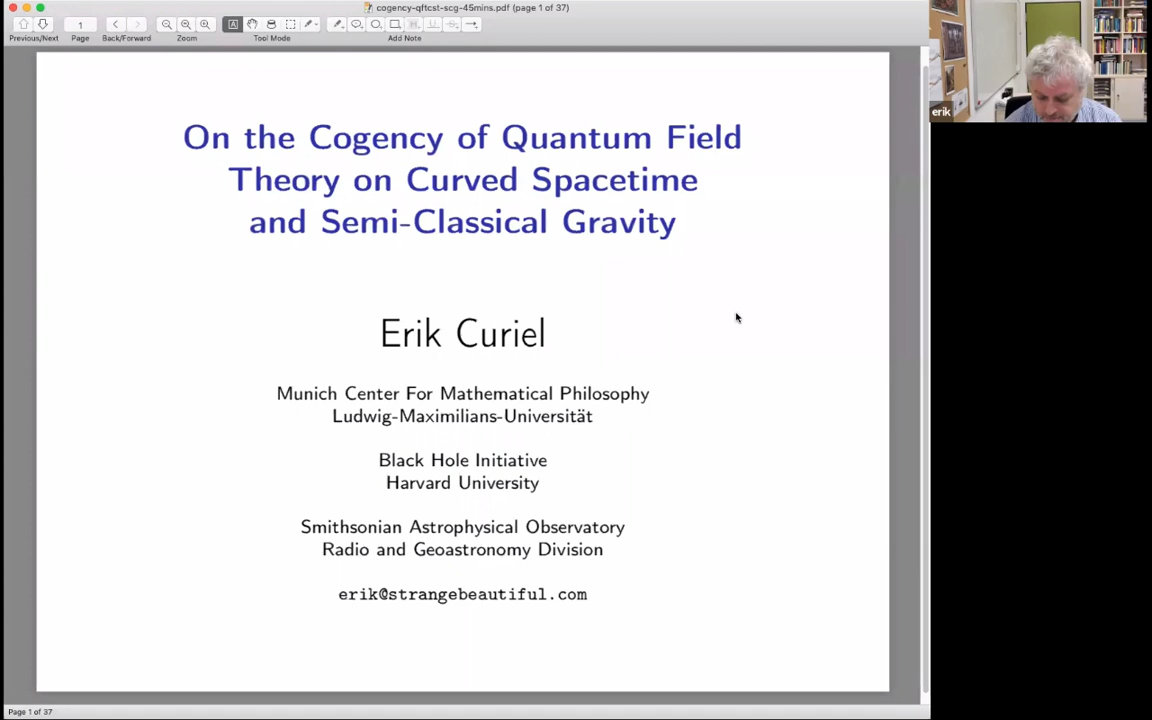 cogency-qftcst-scg-45mins.pdf (page 1 of 37)
1
Previous/Next
Page
Back/Forward
Zoom
Tool Mode
Add Note
On the Cogency of Quantum Field
Theory on Curved Spacetime
and Semi-Classical Gravity
Erik Curiel
Munich Center For Mathematical Philosophy
Ludwig-Maximilians-Universität
Black Hole Initiative
Harvard University
Smithsonian Astrophysical Observatory
Radio and Geoastronomy Division
erik@strangebeautiful.com
Page 1 of 37
erik